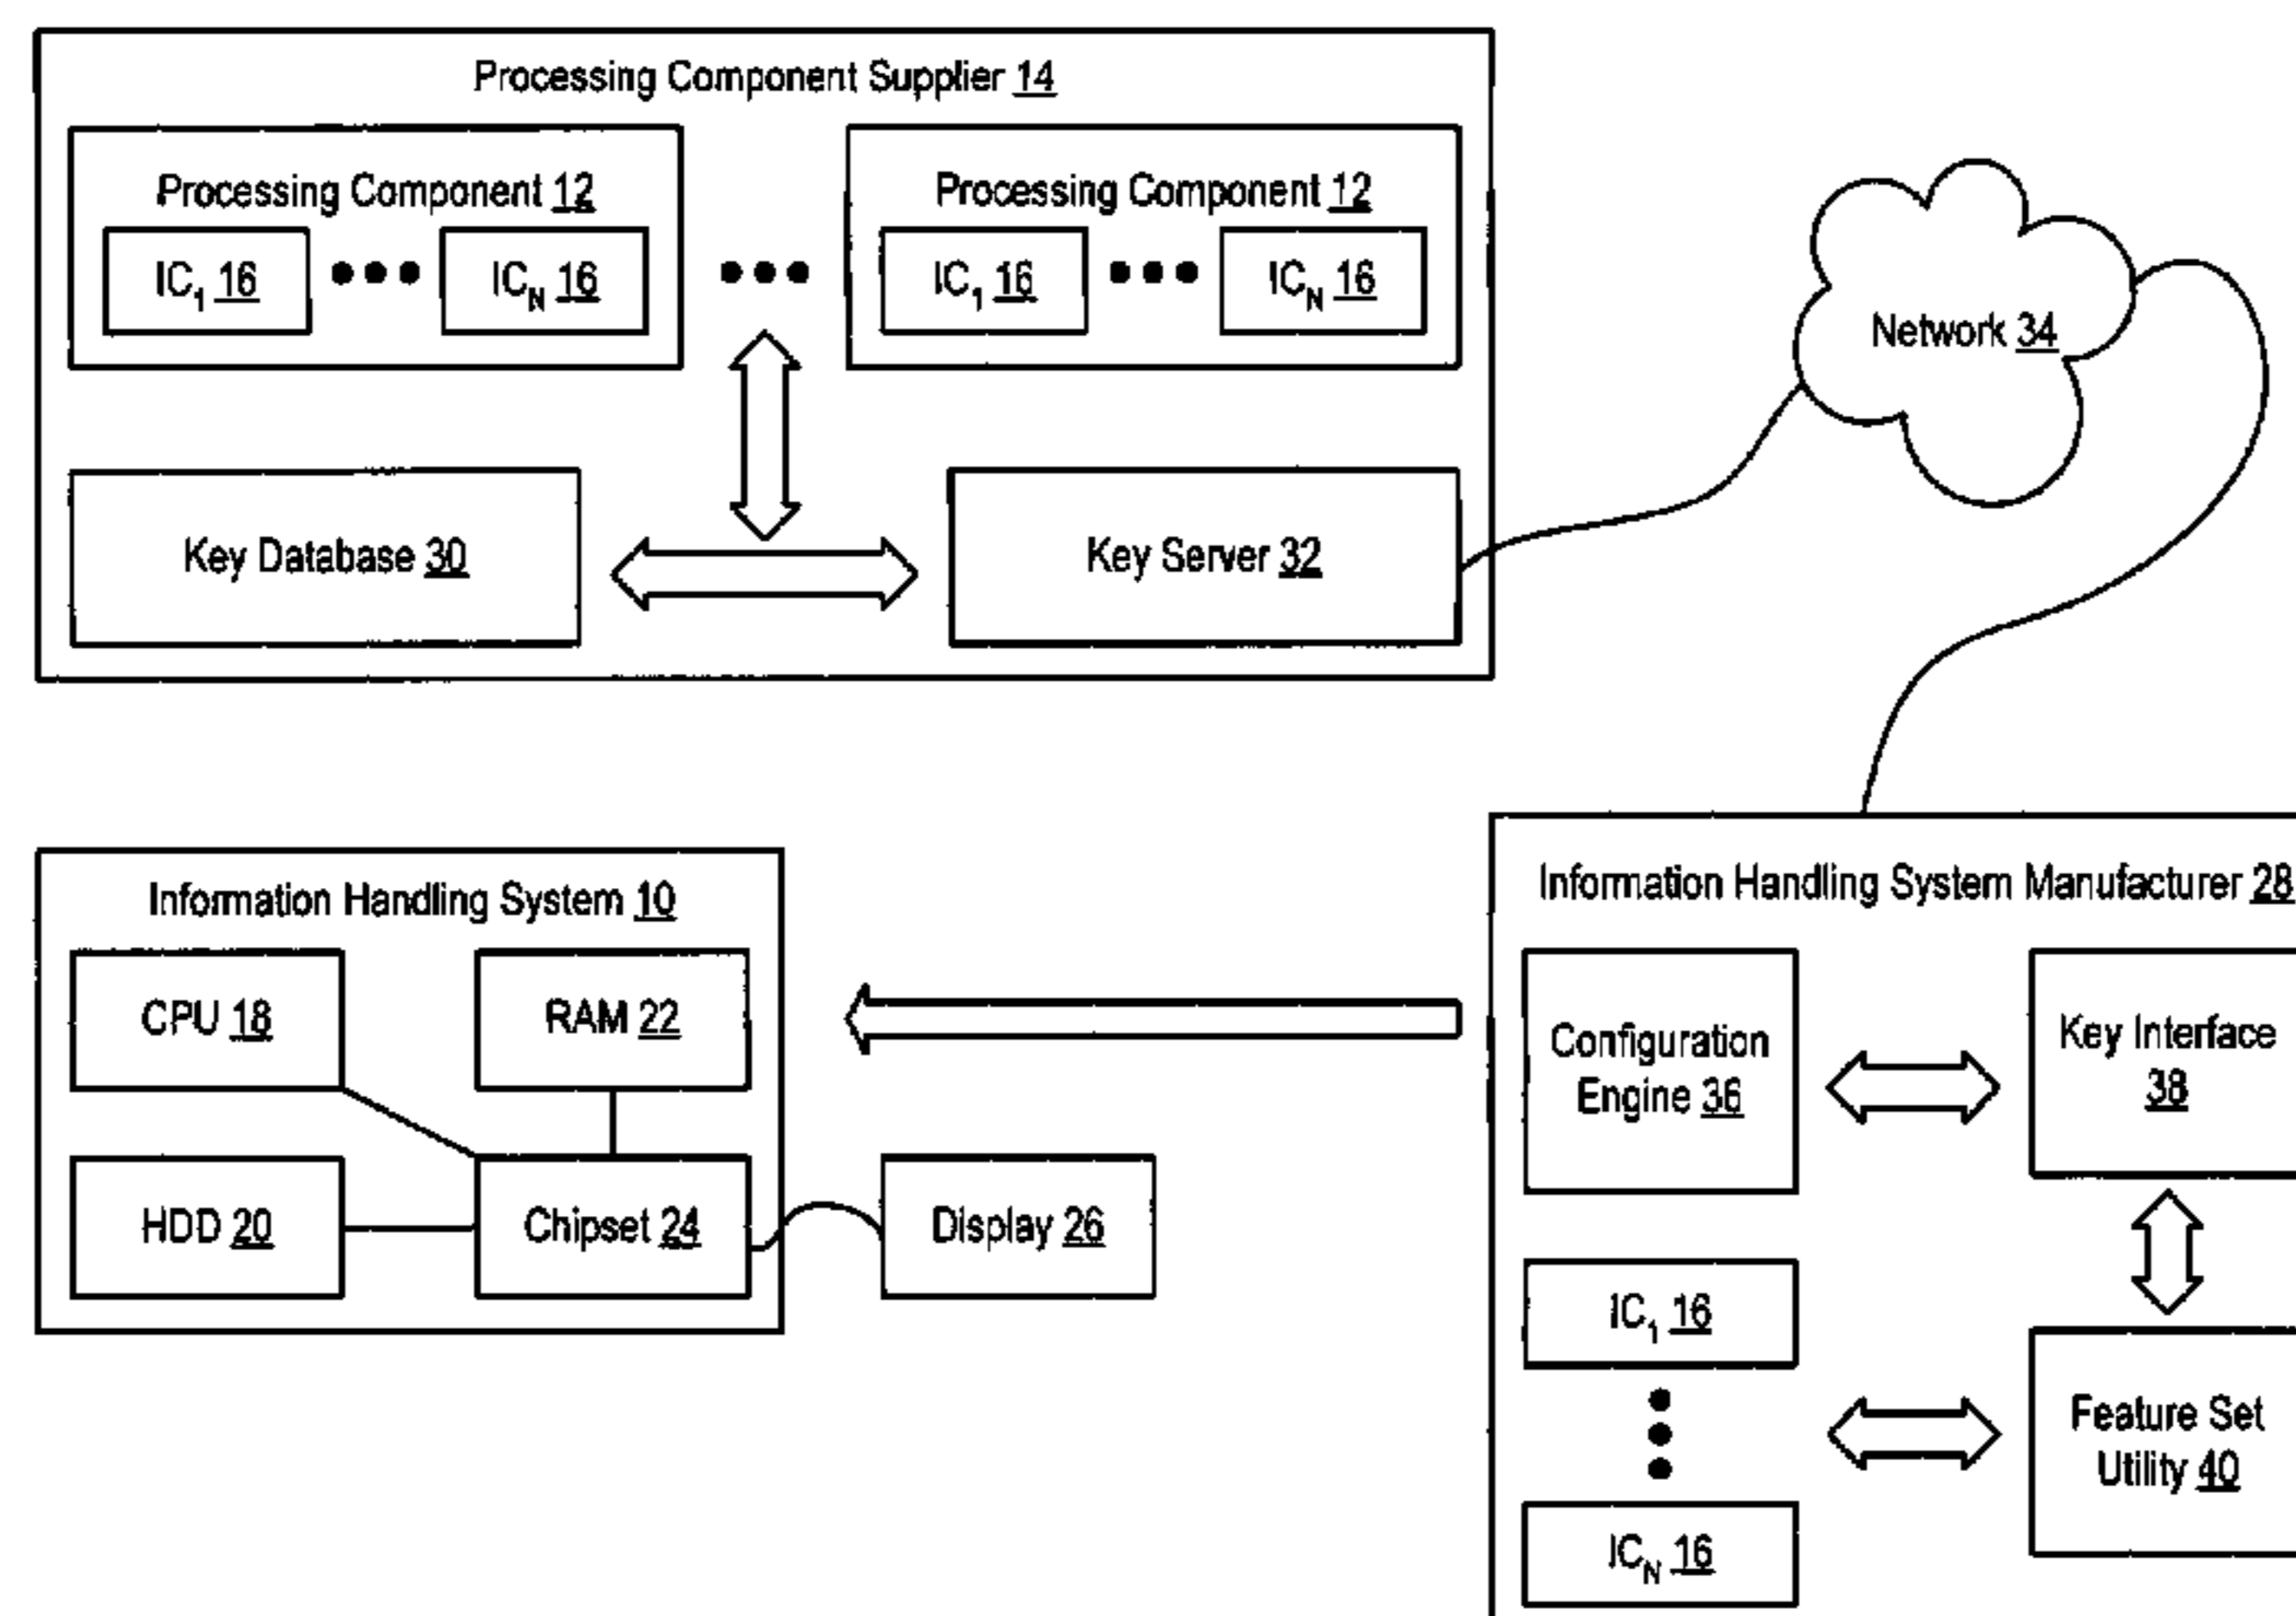 Processing Component Supplier 14
Processing Component 12
IC1 16
ICN 16
Processing Component 12
IC1 16
ICN 16
Key Database 30
Key Server 32
Network 34
Information Handling System 10
CPU 18
RAM 22
HDD 20
Chipset 24
Display 26
Information Handling System Manufacturer 28
Configuration
Engine 36
Key Interface
38
IC1 16
ICN 16
Feature Set
Utility 40